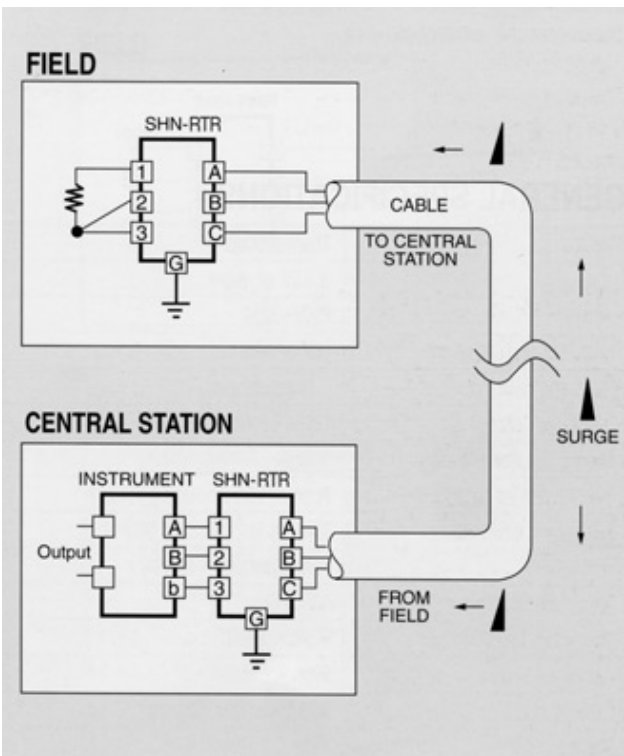 FIELD
SHN-RTR
1
A
2
B
3
C
G
CABLE
TO CENTRAL
STATION
SURGE
CENTRAL STATION
INSTRUMENT SHN-RTR
Output
A
1
A
B
2
B
b
3
C
G
FROM
FIELD